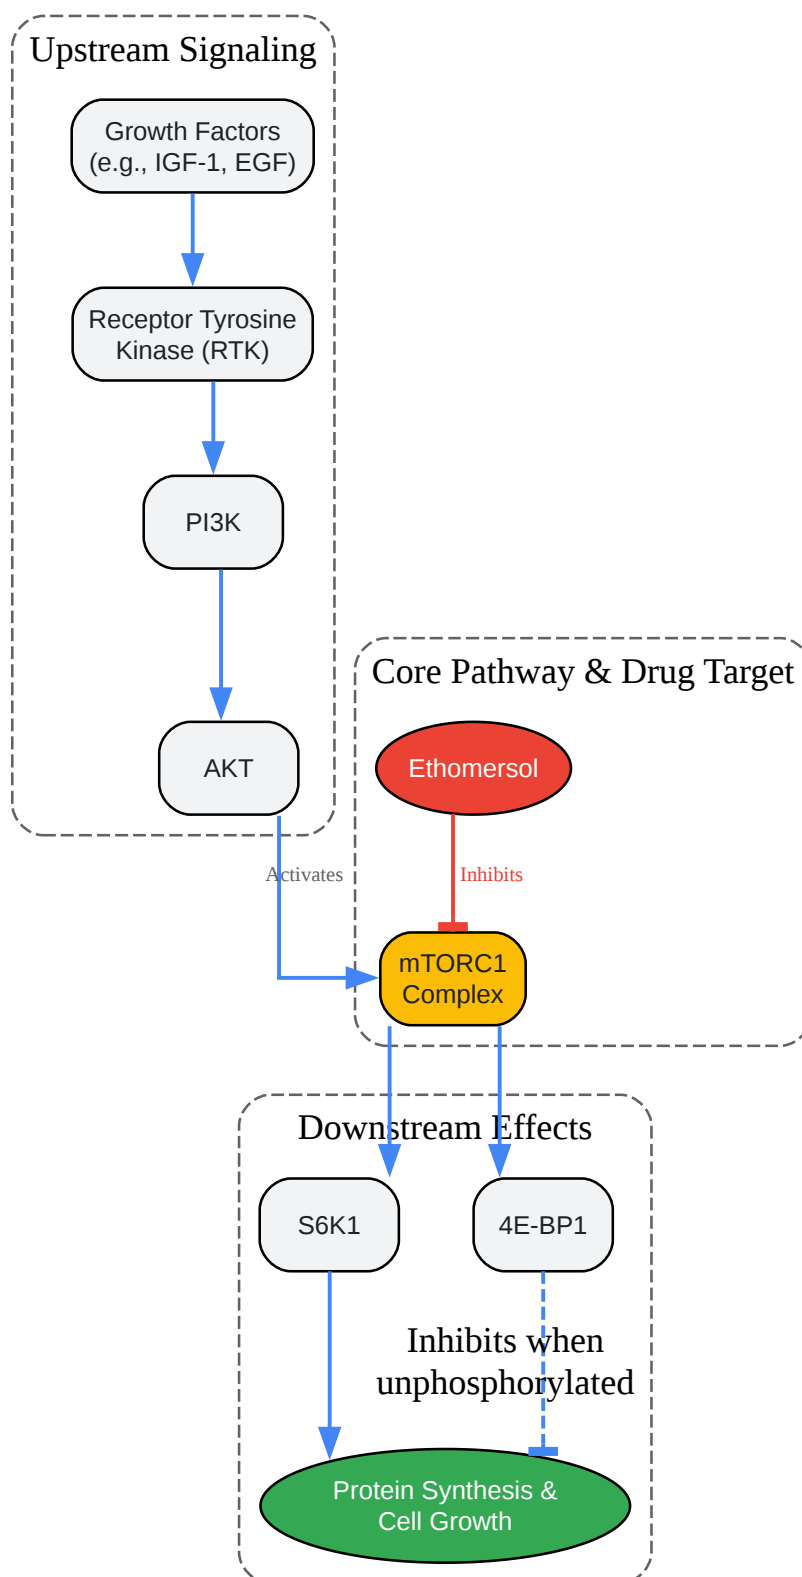 Upstream Signaling
Growth Factors
(e.g., IGF-1, EGF)
Receptor Tyrosine
Kinase (RTK)
PI3K
AKT
Core Pathway & Drug Target
Ethomersol
Activates
Inhibits
mTORC1
Complex
Downstream Effects
S6K1
4E-BP1
Inhibits when
unphosphorylated
Protein Synthesis &
Cell Growth